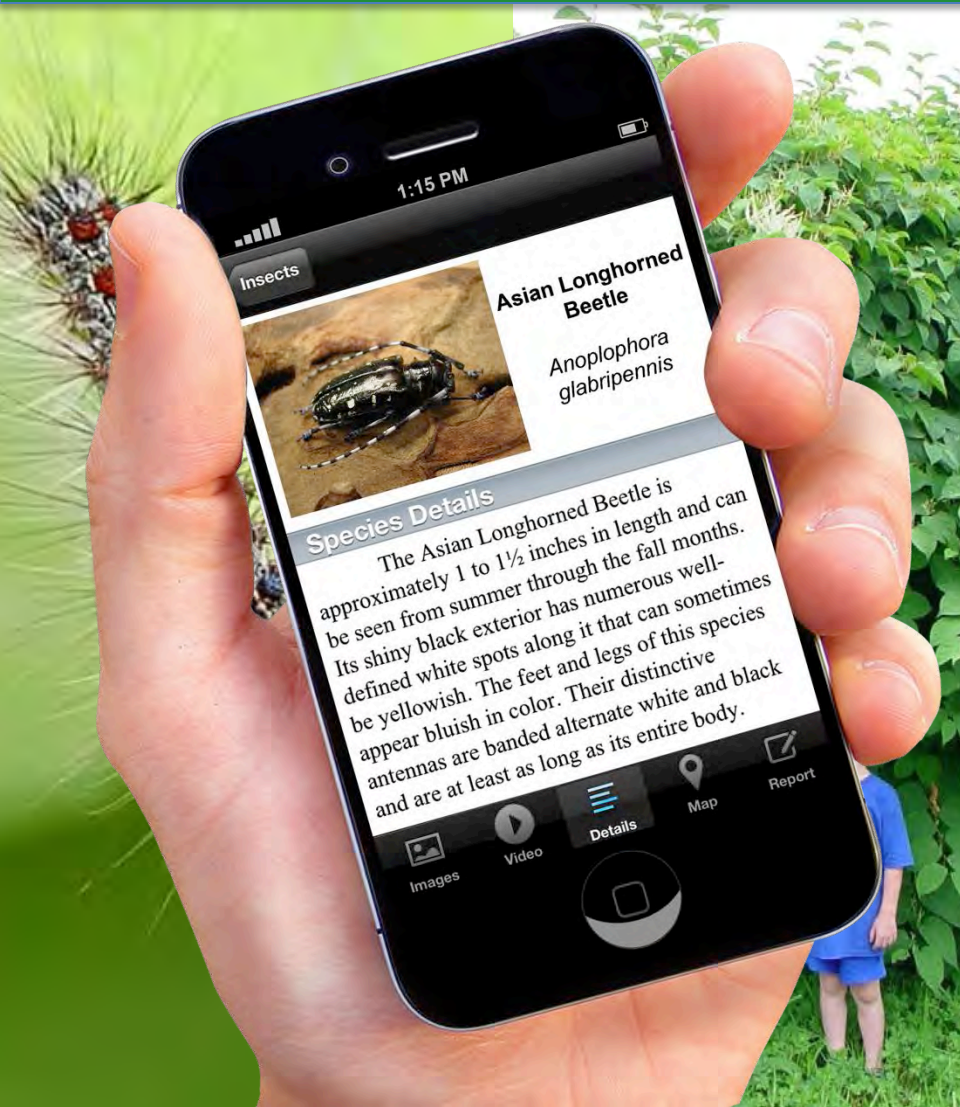 1:15 PM
Insects
Asian Longhorned
Beetle
Anoplophora
glabripennis
Species Details
The Asian Longhorned Beetle is
approximately 1 to 1½ inches in length and can
be seen from summer through the fall months.
Its shiny black exterior has numerous well-
defined white spots along it that can sometimes
be yellowish. The feet and legs of this species
appear bluish in color. Their distinctive
antennas are banded alternate white and black
and are at least as long as its entire body.
Images
Video
Details
Map
Report